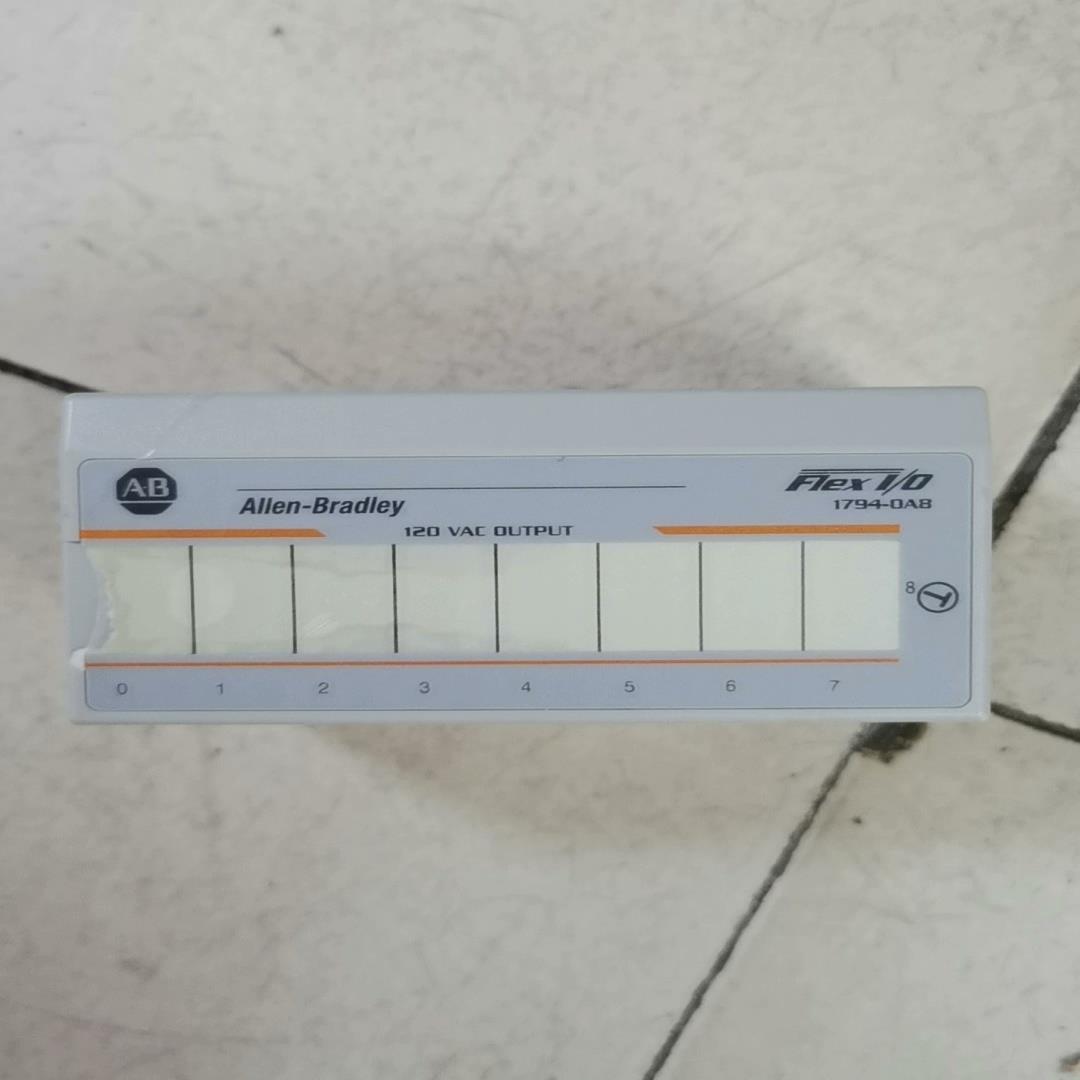 AB
Allen-Bradley
Flex I/O
1794-OA8
120 VAC OUTPUT
8
0 1 2 3 4 5 6 7